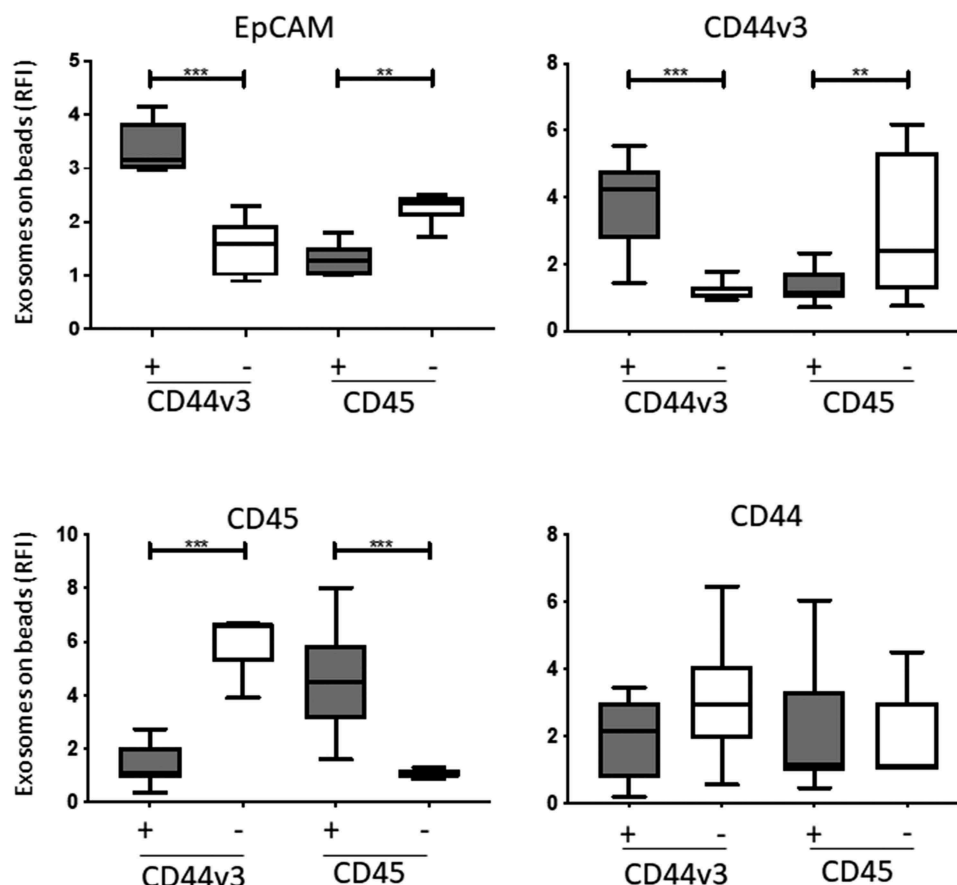 EpCAM
Exosomes on beads (RFI)
5
4
3
2
1
0
*** **
+ - + -
CD44v3 CD45
CD44v3
8
6
4
2
0
*** **
+ - + -
CD44v3 CD45
CD45
Exosomes on beads (RFI)
10
8
6
4
2
0
*** ***
+ - + -
CD44v3 CD45
CD44
8
6
4
2
0
+ - + -
CD44v3 CD45